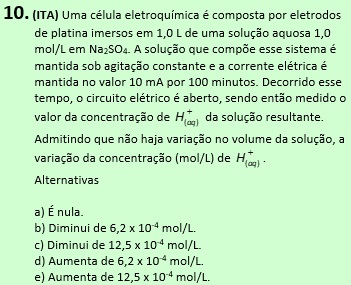 10. (ITA) Uma célula eletroquímica é composta por eletrodos
de platina imersos em 1,0 L de uma solução aquosa 1,0
mol/L em Na₂SO₄. A solução que compõe esse sistema é
mantida sob agitação constante e a corrente elétrica é
mantida no valor 10 mA por 100 minutos. Decorrido esse
tempo, o circuito elétrico é aberto, sendo então medido o
valor da concentração de H⁺(aq) da solução resultante.
Admitindo que não haja variação no volume da solução, a
variação da concentração (mol/L) de H⁺(aq) .
Alternativas
a) É nula.
b) Diminui de 6,2 x 10⁻⁴ mol/L.
c) Diminui de 12,5 x 10⁻⁴ mol/L.
d) Aumenta de 6,2 x 10⁻⁴ mol/L.
e) Aumenta de 12,5 x 10⁻⁴ mol/L.